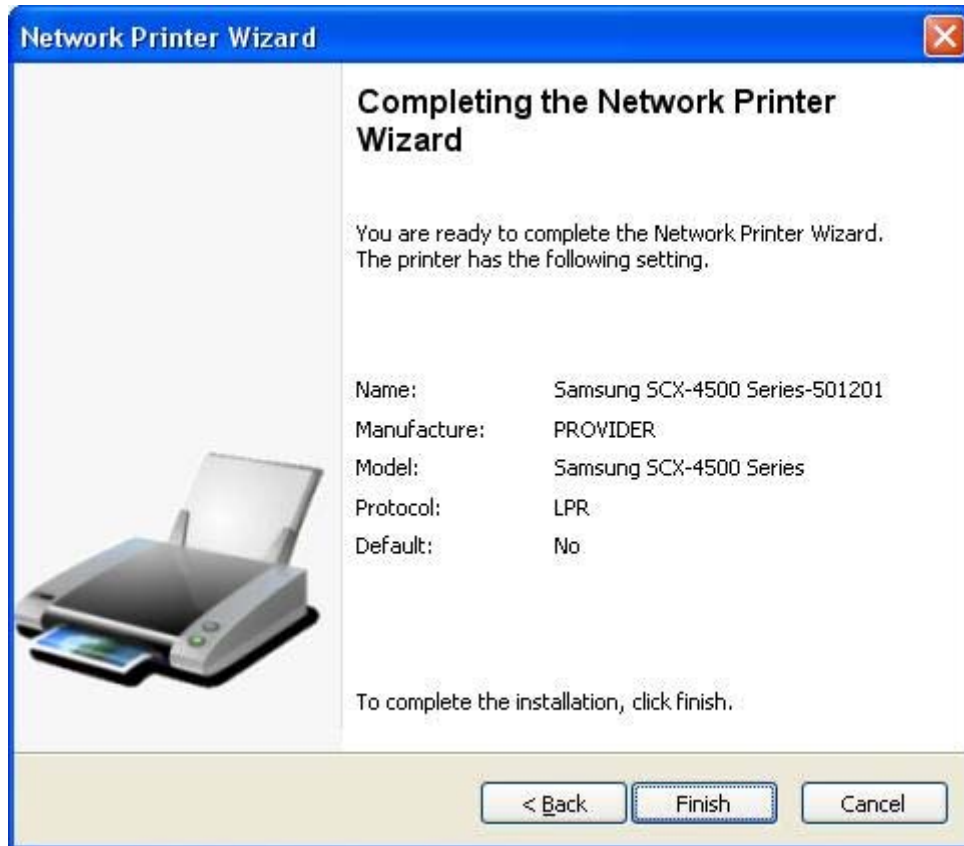 Network Printer Wizard
Completing the Network Printer
Wizard
You are ready to complete the Network Printer Wizard.
The printer has the following setting.
Name: Samsung SCX-4500 Series-501201
Manufacture: PROVIDER
Model: Samsung SCX-4500 Series
Protocol: LPR
Default: No
To complete the installation, click finish.
< Back Finish Cancel